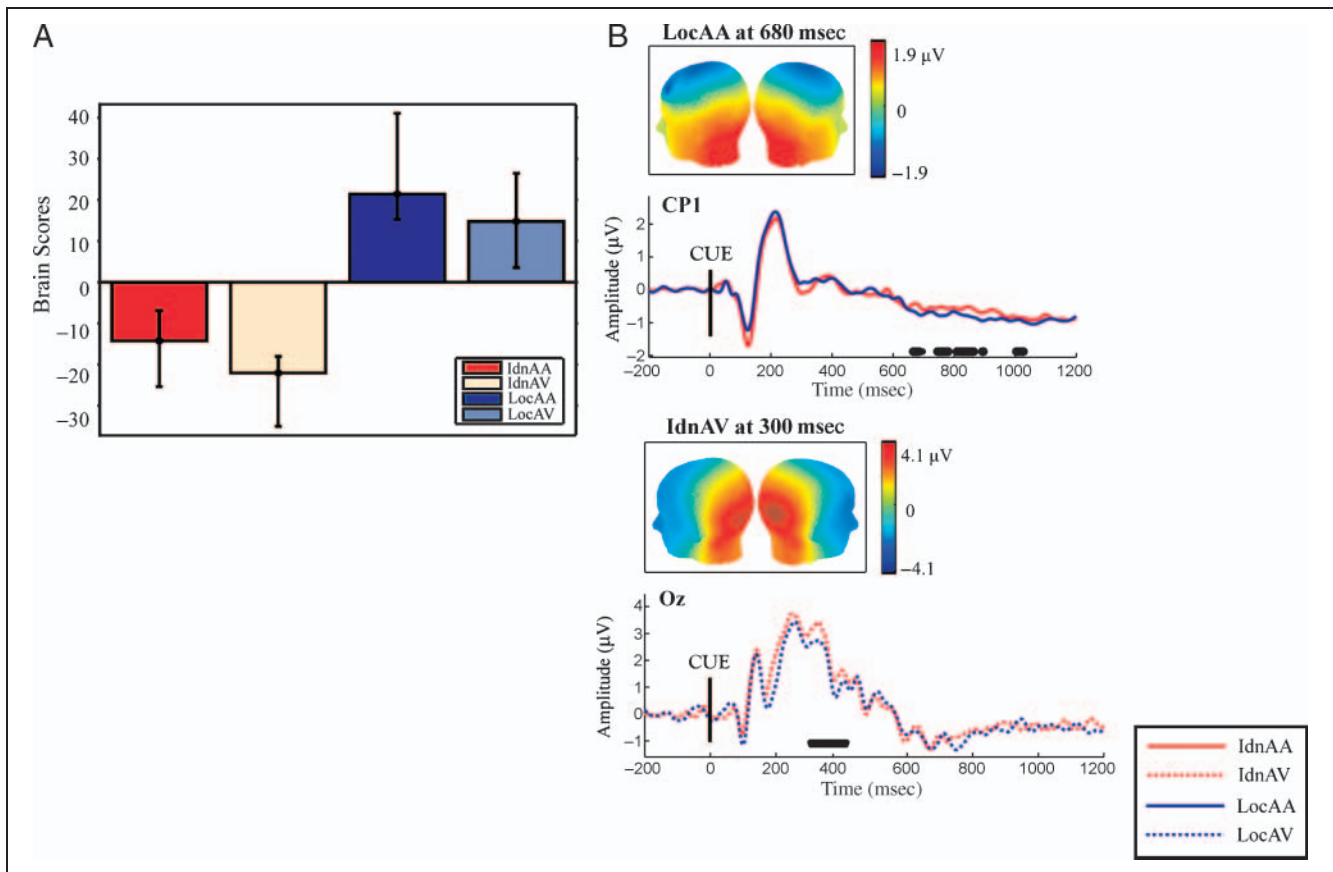 A
40
30
20
10
0
−10
−20
−30
Brain Scores
IdnAA
IdnAV
LocAA
LocAV
B
LocAA at 680 msec
1.9 µV
0
−1.9
CP1
CUE
Amplitude (µV)
2
1
0
−1
−2
−200 0 200 400 600 800 1000 1200
Time (msec)
IdnAV at 300 msec
4.1 µV
0
−4.1
Oz
CUE
Amplitude (µV)
4
3
2
1
0
−1
−200 0 200 400 600 800 1000 1200
Time (msec)
IdnAA
IdnAV
LocAA
LocAV